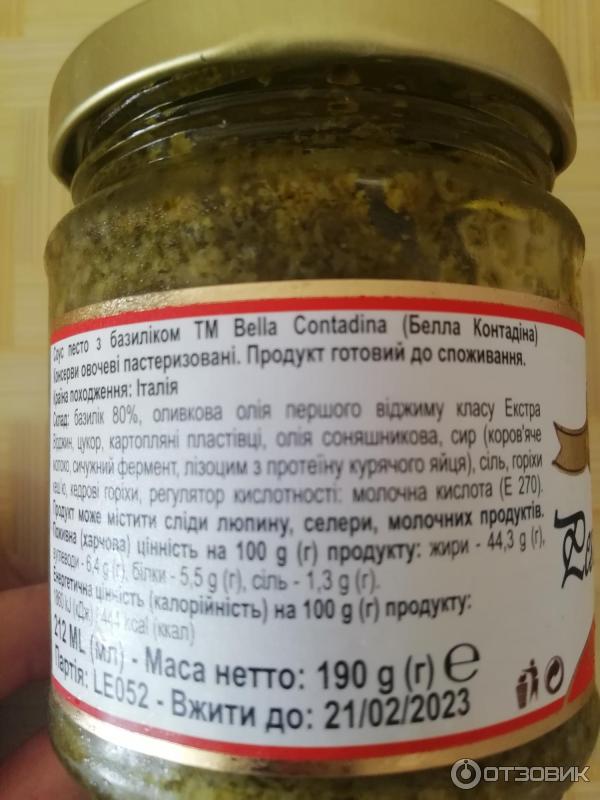 Соус песто з базиліком ТМ Bella Contadina (Белла Контадіна)
Консерви овочеві пастеризовані. Продукт готовий до споживання.
Країна походження: Італія
Склад: базилік 80%, оливкова олія першого віджиму класу Екстра
Вірджин, цукор, картопляні пластівці, олія соняшникова, сир (коров'яче
молоко, сичужний фермент, лізоцим з протеїну курячого яйця), сіль, горіхи
кеш'ю, кедрові горіхи, регулятор кислотності: молочна кислота (Е 270).
Продукт може містити сліди люпину, селери, молочних продуктів.
Поживна (харчова) цінність на 100 g (г) продукту: жири - 44,3 g (г),
вуглеводи - 6,4 g (г), білки - 5,5 g (г), сіль - 1,3 g (г).
Енергетична цінність (калорійність) на 100 g (г) продукту:
kJ (кДж) / 444 kcal (ккал)
212 ML (мл) - Маса нетто: 190 g (г) e
Партія: LE052 - Вжити до: 21/02/2023
ОТЗОВИК